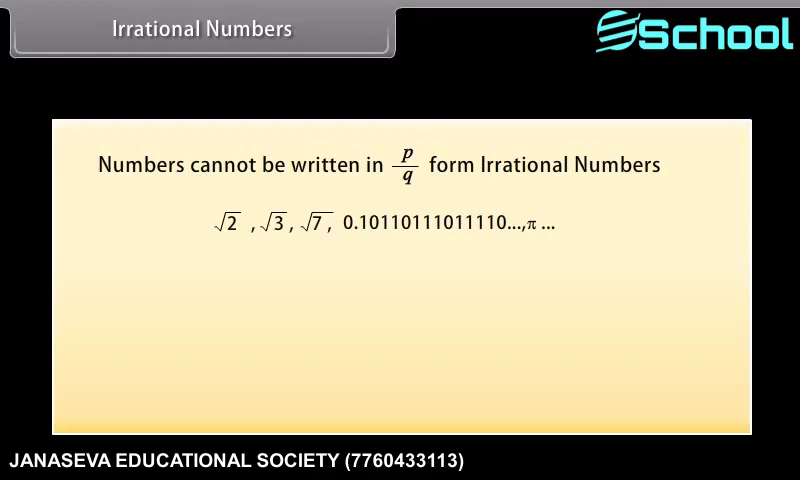 Irrational Numbers
School
Numbers cannot be written in p/q form Irrational Numbers
√2 , √3 , √7 , 0.10110111011110...,π ...
JANASEVA EDUCATIONAL SOCIETY (7760433113)